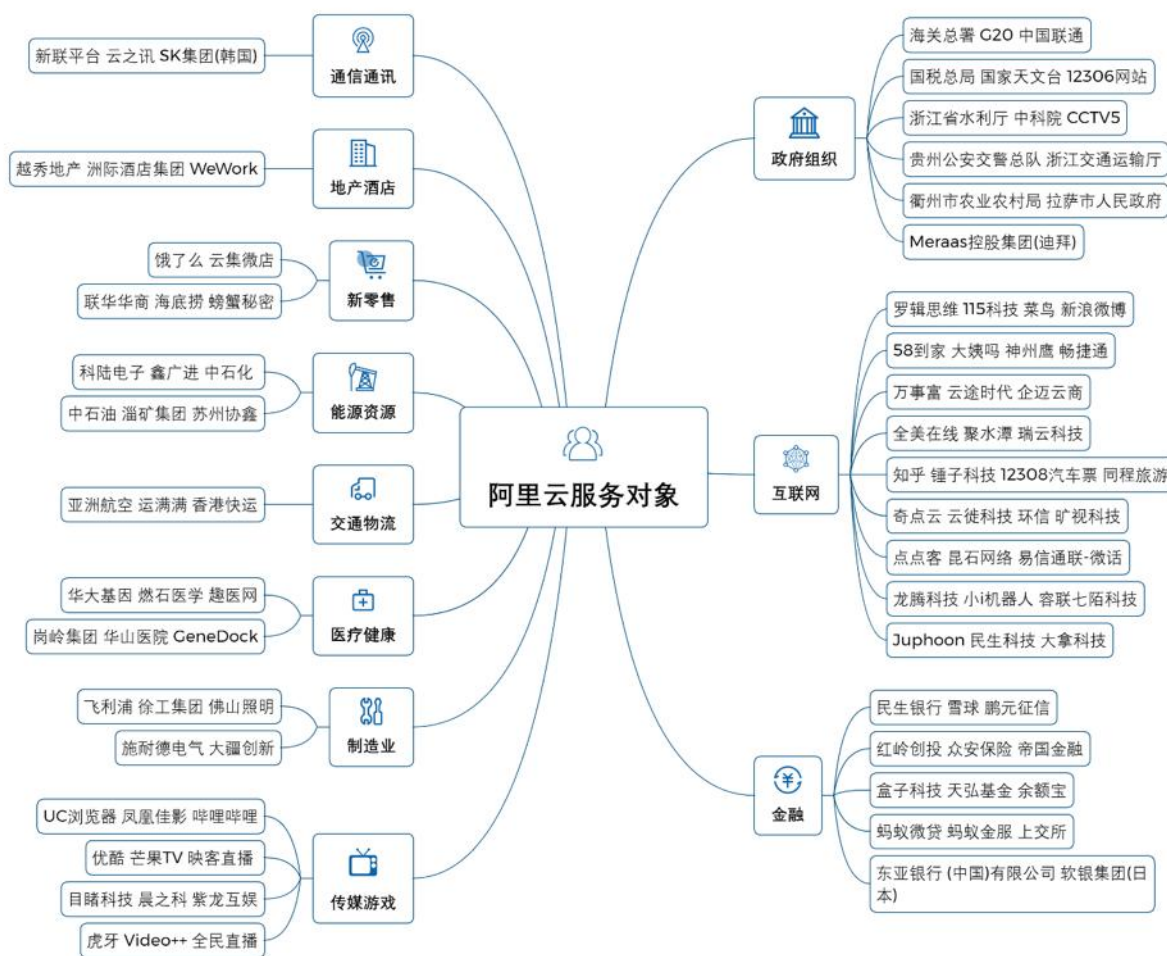 阿里云服务对象
通信通讯
新联平台 云之讯 SK集团(韩国)
地产酒店
越秀地产 洲际酒店集团 WeWork
新零售
饿了么 云集微店
联华华商 海底捞 螃蟹秘密
能源资源
科陆电子 鑫广进 中石化
中石油 淄矿集团 苏州协鑫
交通物流
亚洲航空 运满满 香港快运
医疗健康
华大基因 燃石医学 趣医网
岗岭集团 华山医院 GeneDock
制造业
飞利浦 徐工集团 佛山照明
施耐德电气 大疆创新
传媒游戏
UC浏览器 凤凰佳影 哔哩哔哩
优酷 芒果TV 映客直播
目睹科技 晨之科 紫龙互娱
虎牙 Video++ 全民直播
政府组织
海关总署 G20 中国联通
国税总局 国家天文台 12306网站
浙江省水利厅 中科院 CCTV5
贵州公安交警总队 浙江交通运输厅
衢州市农业农村局 拉萨市人民政府
Meraas控股集团(迪拜)
互联网
罗辑思维 115科技 菜鸟 新浪微博
58到家 大姨吗 神州鹰 畅捷通
万事富 云途时代 企迈云商
全美在线 聚水潭 瑞云科技
知乎 锤子科技 12308汽车票 同程旅游
奇点云 云徙科技 环信 旷视科技
点点客 昆石网络 易信通联-微话
龙腾科技 小i机器人 容联七陌科技
Juphoon 民生科技 大拿科技
金融
民生银行 雪球 鹏元征信
红岭创投 众安保险 帝国金融
盒子科技 天弘基金 余额宝
蚂蚁微贷 蚂蚁金服 上交所
东亚银行 (中国)有限公司 软银集团(日
本)